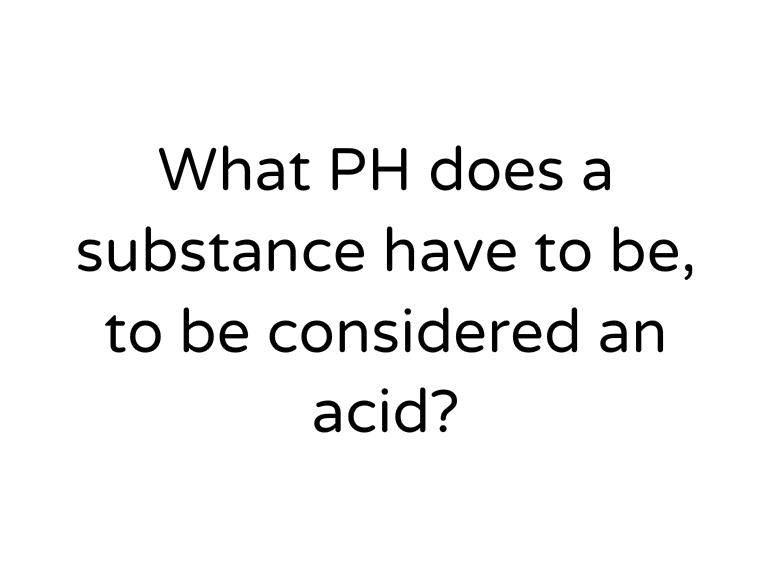 What PH does a
substance have to be,
to be considered an
acid?